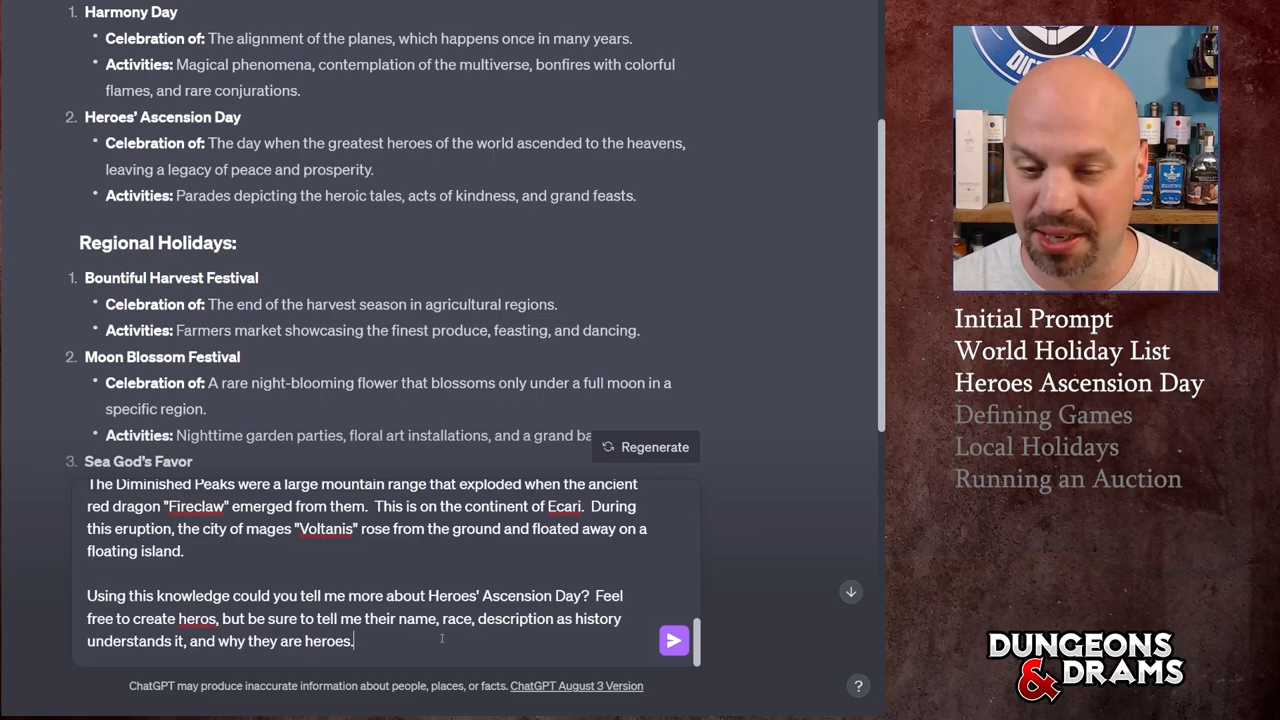 1. Harmony Day
• Celebration of: The alignment of the planes, which happens once in many years.
• Activities: Magical phenomena, contemplation of the multiverse, bonfires with colorful
flames, and rare conjurations.
2. Heroes’ Ascension Day
• Celebration of: The day when the greatest heroes of the world ascended to the heavens,
leaving a legacy of peace and prosperity.
• Activities: Parades depicting the heroic tales, acts of kindness, and grand feasts.
Regional Holidays:
1. Bountiful Harvest Festival
• Celebration of: The end of the harvest season in agricultural regions.
• Activities: Farmers market showcasing the finest produce, feasting, and dancing.
2. Moon Blossom Festival
• Celebration of: A rare night-blooming flower that blossoms only under a full moon in a
specific region.
• Activities: Nighttime garden parties, floral art installations, and a grand
Regenerate
3. Sea God’s Favor
The Diminished Peaks were a large mountain range that exploded when the ancient
red dragon "Fireclaw" emerged from them. This is on the continent of Ecari. During
this eruption, the city of mages "Voltanis" rose from the ground and floated away on a
floating island.
Using this knowledge could you tell me more about Heroes' Ascension Day? Feel
free to create heros, but be sure to tell me their name, race, description as history
understands it, and why they are heroes.
ChatGPT may produce inaccurate information about people, places, or facts. ChatGPT August 3 Version
?
Initial Prompt
World Holiday List
Heroes Ascension Day
Defining Games
Local Holidays
Running an Auction
DUNGEONS
& DRAMS